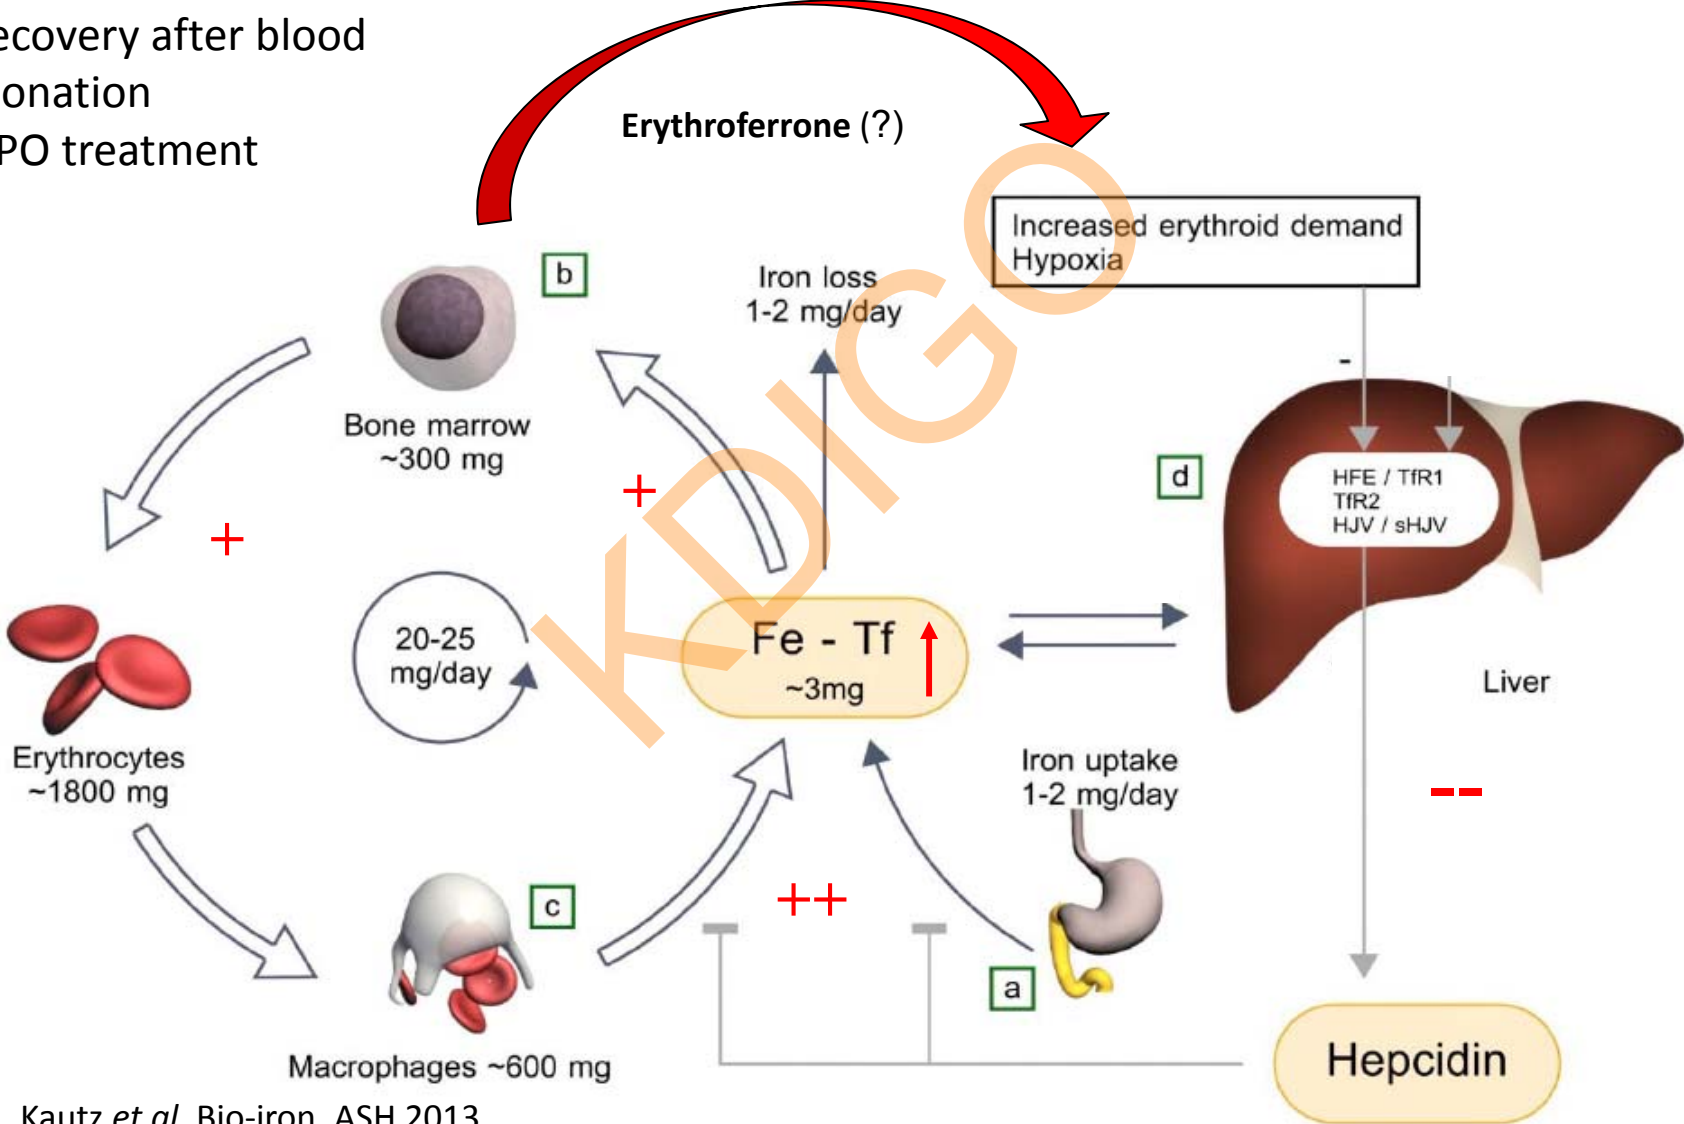 ecovery after blood
onation
PO treatment
Erythroferrone (?)
Increased erythroid demand
Hypoxia
b
Iron loss
1-2 mg/day
-
Bone marrow
~300 mg
+
+
d
HFE / TfR1
TfR2
HJV / sHJV
20-25
mg/day
Fe - Tf
~3mg
Liver
Erythrocytes
~1800 mg
Iron uptake
1-2 mg/day
--
++
c
a
Macrophages ~600 mg
Hepcidin
Kautz et al, Bio-iron, ASH 2013
KDIGO